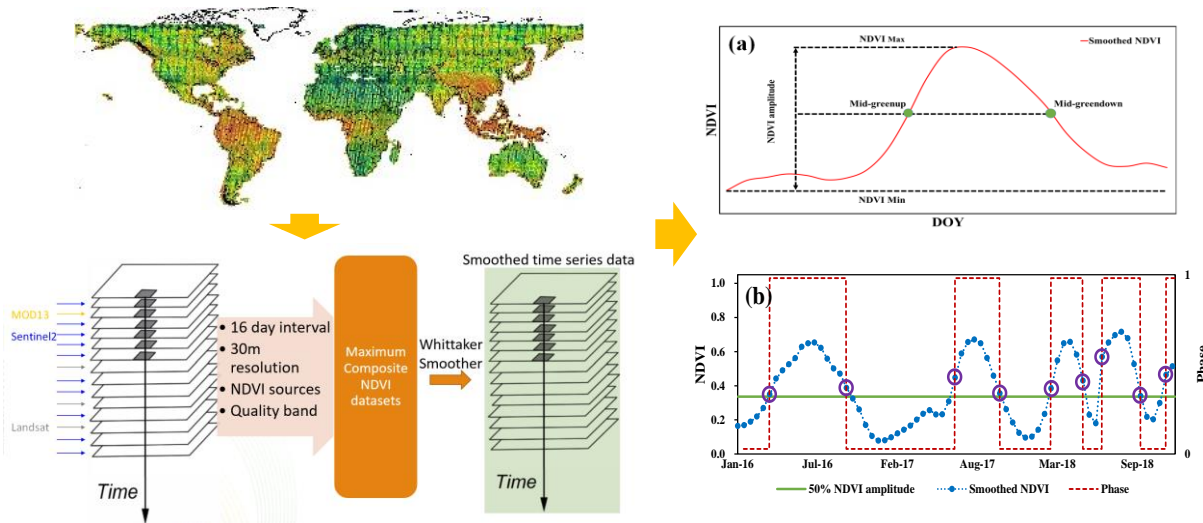 (a)
NDVI Max
Smoothed NDVI
NDVI amplitude
Mid-greenup
Mid-greendown
NDVI
NDVI Min
DOY
MOD13
Sentinel2
Landsat
Time
• 16 day interval
• 30m
resolution
• NDVI sources
• Quality band
Maximum
Composite
NDVI
datasets
Whittaker
Smoother
Smoothed time series data
Time
(b)
NDVI
1.0
0.8
0.6
0.4
0.2
0.0
1
Phase
0
Jan-16
Jul-16
Feb-17
Aug-17
Mar-18
Sep-18
50% NDVI amplitude
Smoothed NDVI
Phase